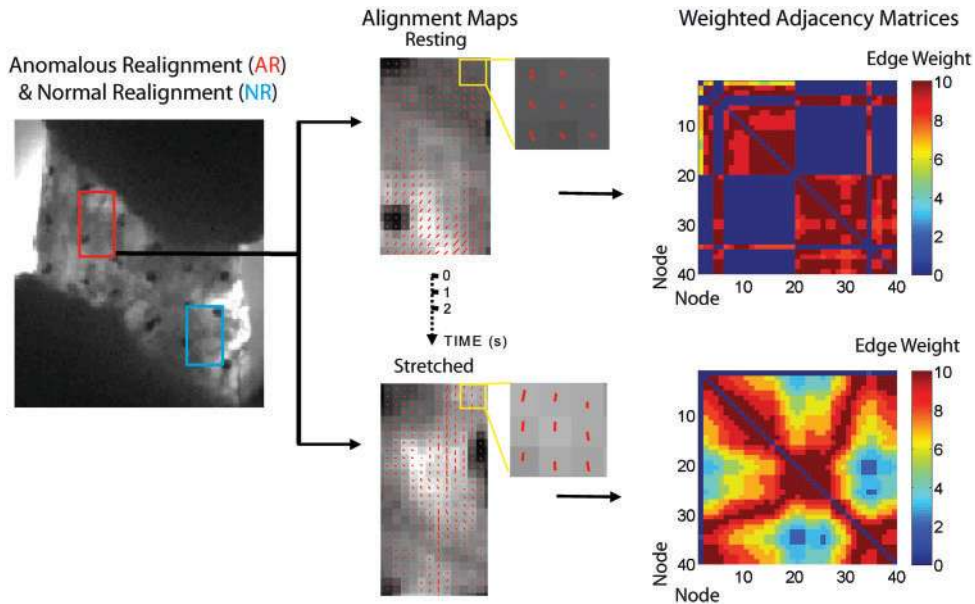 Alignment Maps
Weighted Adjacency Matrices
Resting
Edge Weight
Anomalous Realignment (AR)
& Normal Realignment (NR)
10
20
30
40
Node
Node
10
20
30
40
10
8
6
4
2
0
0
1
2
TIME (s)
Stretched
Edge Weight
10
20
30
40
Node
Node
10
20
30
40
10
8
6
4
2
0